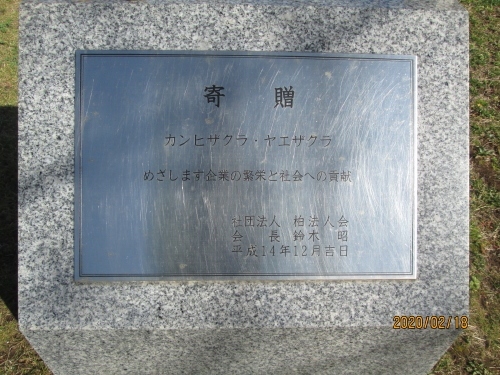 寄　贈
カンヒザクラ・ヤエザクラ
めざします企業の繁栄と社会への貢献
社団法人　柏法人会
会　長　鈴木　昭
平成14年12月吉日
2020/02/18